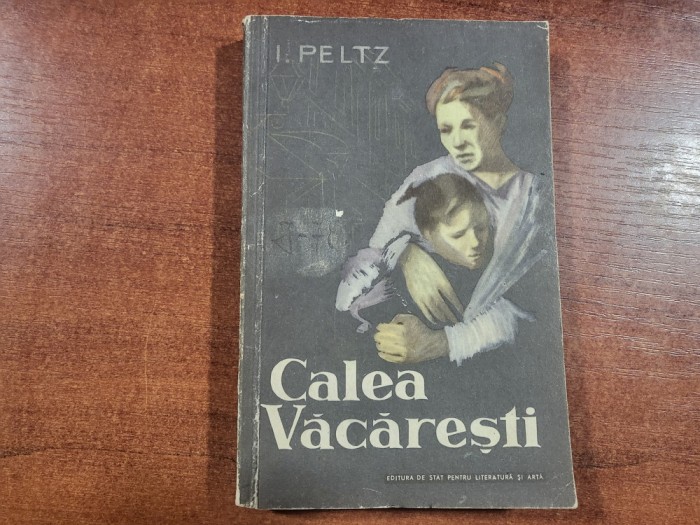 I. PELTZ
Calea
Văcărești
EDITURA DE STAT PENTRU LITERATURĂ ȘI ARTĂ